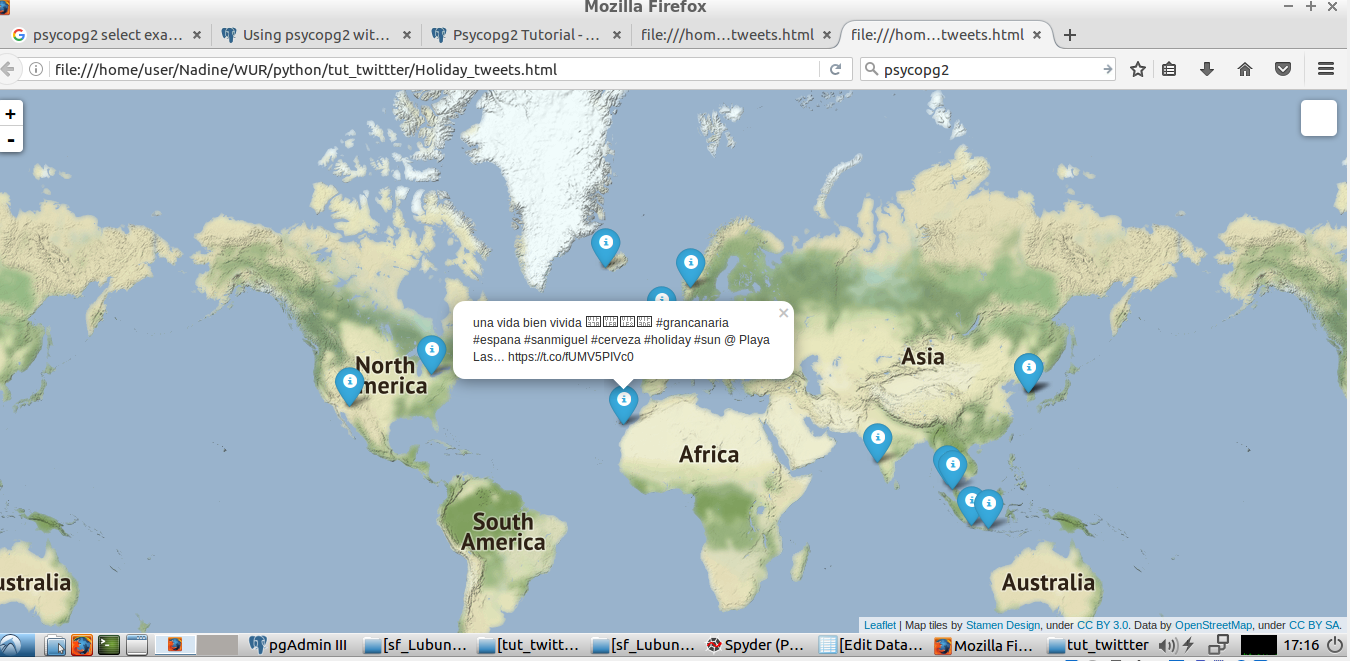 Mozilla Firefox
psycopg2 select exa…
Using psycopg2 wit…
Psycopg2 Tutorial - …
file:///hom…tweets.html
file:///hom…tweets.html
file:///home/user/Nadine/WUR/python/tut_twittter/Holiday_tweets.html
psycopg2
+
-
una vida bien vivida #grancanaria
#espana #sanmiguel #cerveza #holiday #sun @ Playa
Las… https://t.co/fUMV5PIVc0
North
America
Asia
Africa
South
America
ustralia
Australia
Leaflet | Map tiles by Stamen Design, under CC BY 3.0. Data by OpenStreetMap, under CC BY SA.
pgAdmin III
[sf_Lubun…
[tut_twitt…
[sf_Lubun…
Spyder (P…
[Edit Data…
Mozilla Fi…
tut_twittter
17:16